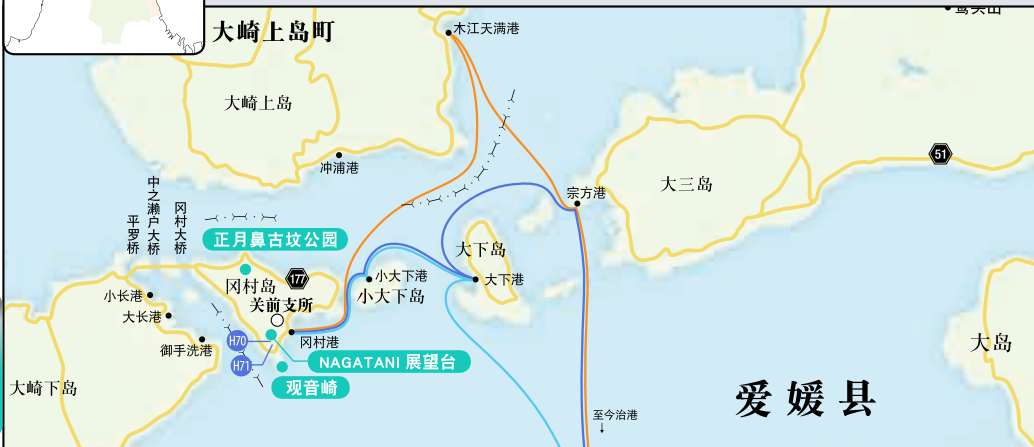 大崎上岛町
木江天满港
大崎上岛
冲浦港
51
大三岛
宗方港
中之濑户大桥
平罗桥
冈村大桥
正月鼻古坟公园
大下岛
177
冈村岛
小大下港
大下港
小长港
关前支所
小大下岛
大长港
H70
冈村港
御手洗港
H71
NAGATANI 展望台
大岛
大崎下岛
观音崎
爱媛县
至今治港